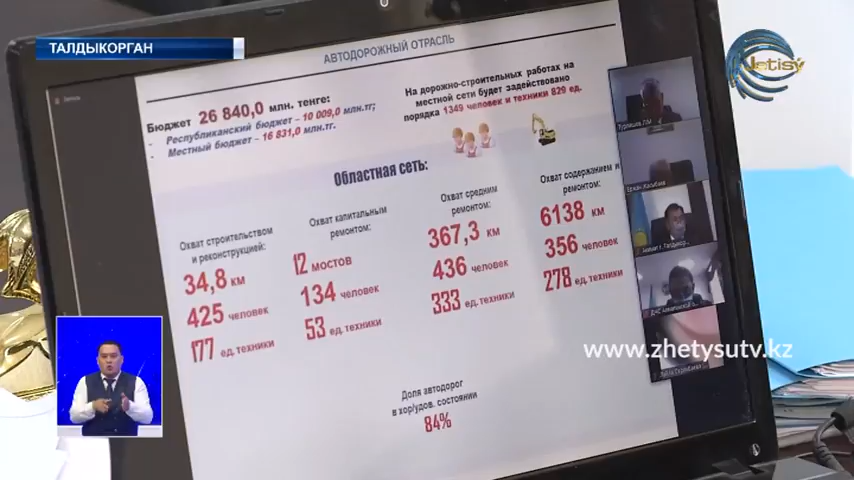 ТАЛДЫКОРГАН
Jetisý
АВТОДОРОЖНЫЙ ОТРАСЛЬ
Бюджет 26 840,0 млн. тенге:
- Республиканский бюджет – 10 009,0 млн.тг;
- Местный бюджет – 16 831,0 млн.тг.
На дорожно-строительных работах на
местной сети будет задействовано
порядка 1349 человек и техники 829 ед.
Областная сеть:
Охват строительством
и реконструкцией:
34,8 км
425 человек
177 ед. техники
Охват капитальным
ремонтом:
12 мостов
134 человек
53 ед. техники
Охват средним
ремонтом:
367,3 км
436 человек
333 ед. техники
Охват содержанием и
ремонтом:
6138 км
356 человек
278 ед. техники
Доля автодорог
в хор/удов. состоянии
84%
www.zhetysutv.kz